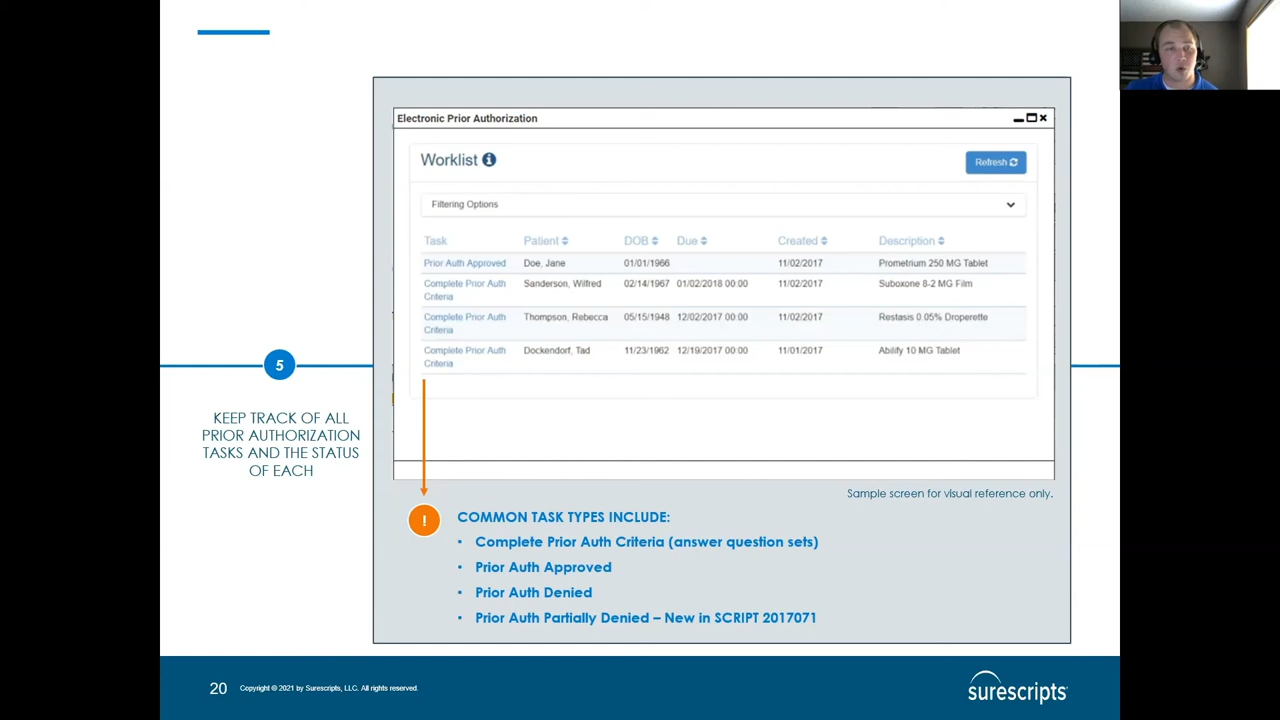 Electronic Prior Authorization
Worklist
Refresh
Filtering Options
Task Patient DOB Due Created Description
Prior Auth Approved Doe, Jane 01/01/1966 11/02/2017 Prometrium 250 MG Tablet
Complete Prior Auth Sanderson, Wilfred 02/14/1967 01/02/2018 00:00 11/02/2017 Suboxone 8-2 MG Film
Criteria
Complete Prior Auth Thompson, Rebecca 05/15/1948 12/02/2017 00:00 11/02/2017 Restasis 0.05% Droperette
Criteria
Complete Prior Auth Dockendorf, Tad 11/23/1962 12/19/2017 00:00 11/01/2017 Abilify 10 MG Tablet
Criteria
5
KEEP TRACK OF ALL
PRIOR AUTHORIZATION
TASKS AND THE STATUS
OF EACH
Sample screen for visual reference only.
! COMMON TASK TYPES INCLUDE:
• Complete Prior Auth Criteria (answer question sets)
• Prior Auth Approved
• Prior Auth Denied
• Prior Auth Partially Denied – New in SCRIPT 2017071
20 Copyright © 2021 by Surescripts, LLC. All rights reserved.
surescripts